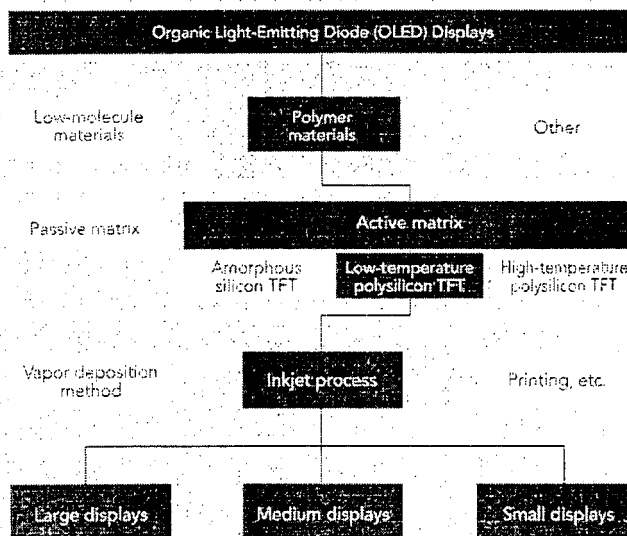 Organic Light-Emitting Diode (OLED) Displays
Low-molecule
materials
Polymer
materials
Other
Passive matrix
Active matrix
Amorphous
silicon TFT
Low-temperature
polysilicon TFT
High-temperature
polysilicon TFT
Vapor deposition
method
Inkjet process
Printing, etc.
Large displays
Medium displays
Small displays